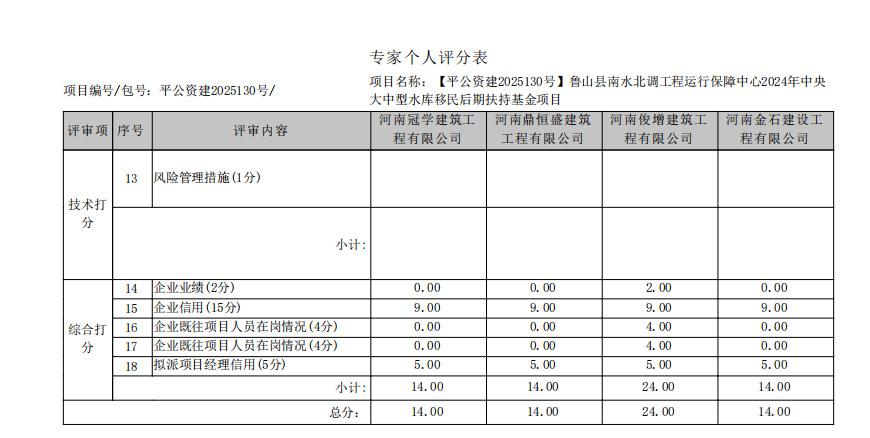 专家个人评分表
项目编号/包号: 平公资建2025130号/
项目名称: 【平公资建2025130号】鲁山县南水北调工程运行保障中心2024年中央
大中型水库移民后期扶持基金项目
评审项 序号 评审内容 河南冠学建筑工程有限公司 河南鼎恒盛建筑工程有限公司 河南俊增建筑工程有限公司 河南金石建设工程有限公司
技术打分
13 风险管理措施(1分)
小计:
综合打分
14 企业业绩(2分) 0.00 0.00 2.00 0.00
15 企业信用(15分) 9.00 9.00 9.00 9.00
16 企业既往项目人员在岗情况(4分) 0.00 0.00 4.00 0.00
17 企业既往项目人员在岗情况(4分) 0.00 0.00 4.00 0.00
18 拟派项目经理信用(5分) 5.00 5.00 5.00 5.00
小计: 14.00 14.00 24.00 14.00
总分: 14.00 14.00 24.00 14.00